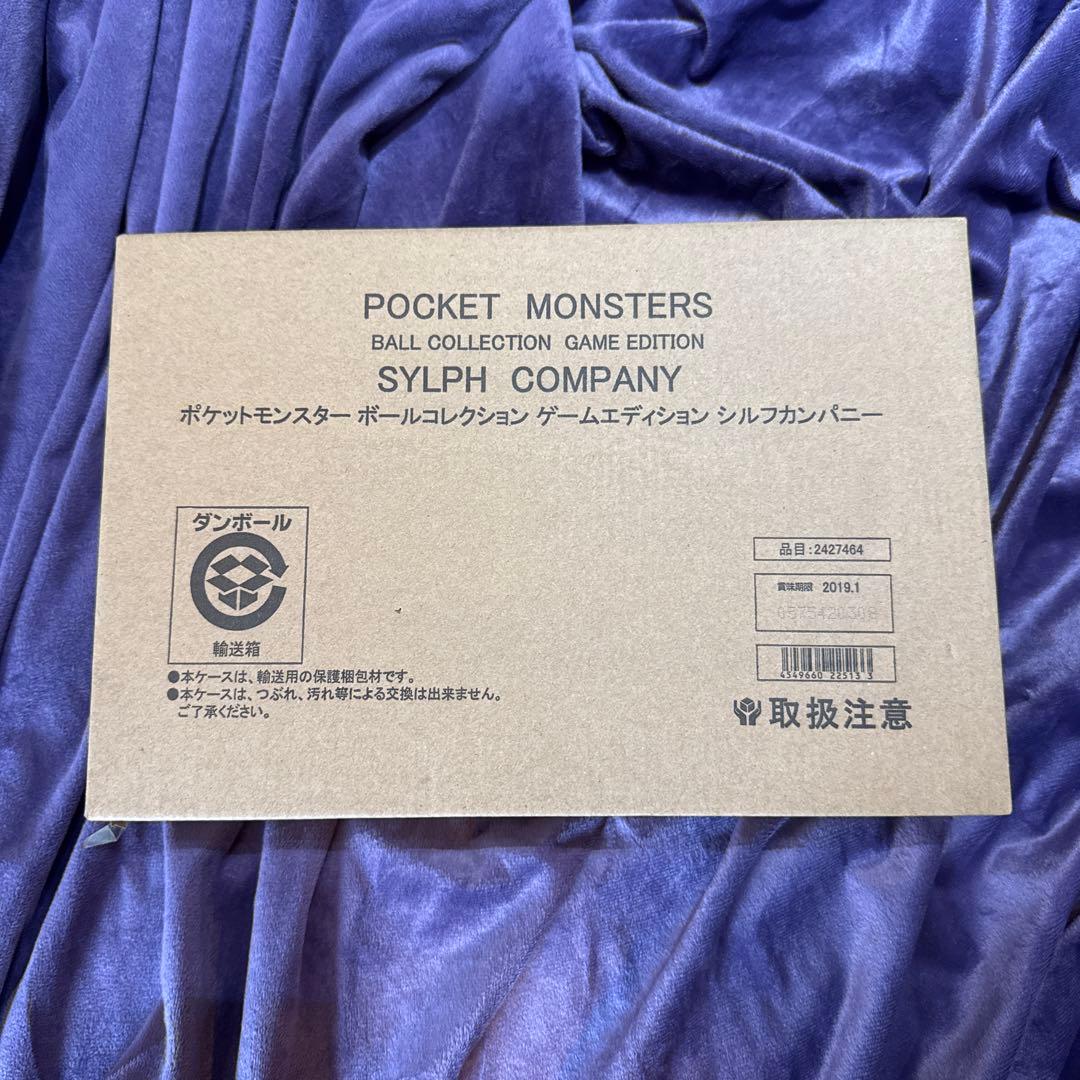 POCKET MONSTERS
BALL COLLECTION GAME EDITION
SYLPH COMPANY
ポケットモンスター ボールコレクション ゲームエディション シルフカンパニー
ダンボール
輸送箱
●本ケースは、輸送用の保護梱包材です。
●本ケースは、つぶれ、汚れ等による交換は出来ません。
ご了承ください。
品目:2427464
賞味期限 2019.1
0575420308
4549660 22513 3
取扱注意